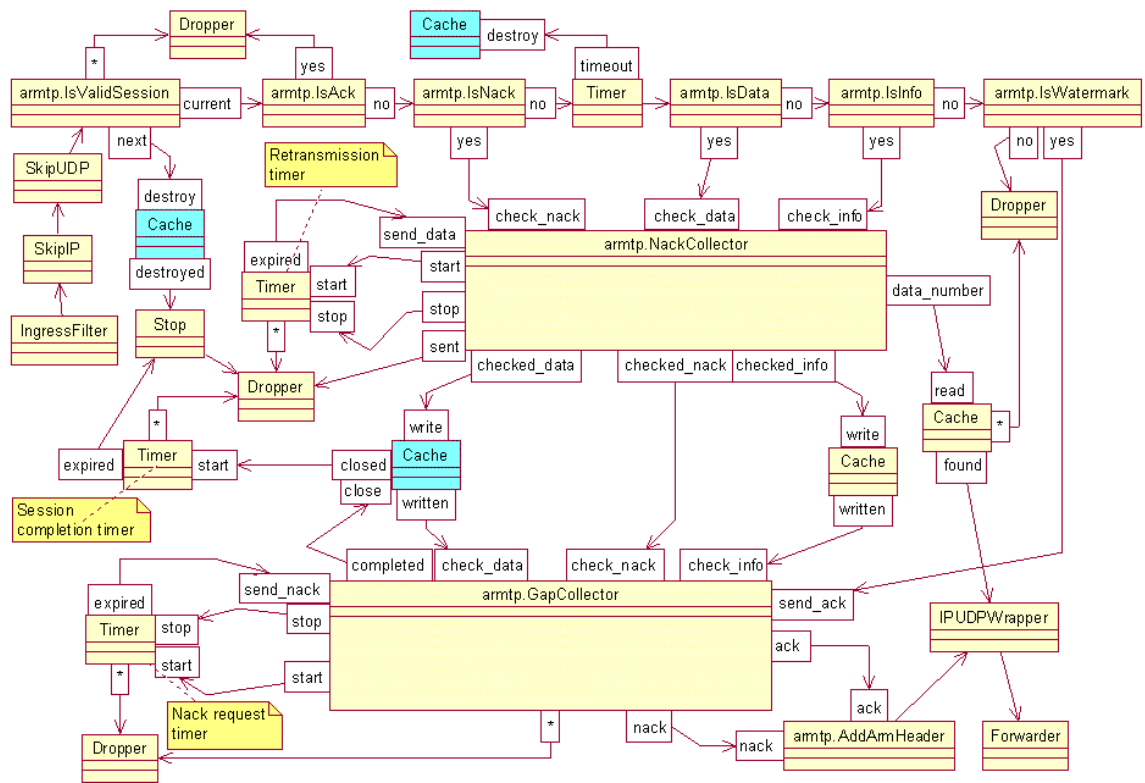 Dropper
Cache
destroy
*
yes
timeout
armtp.IsValidSession
current
armtp.IsAck
no
armtp.IsNack
no
Timer
armtp.IsData
no
armtp.IsInfo
no
armtp.IsWatermark
next
yes
yes
yes
no
yes
Retransmission
timer
SkipUDP
destroy
Cache
destroyed
check_nack
check_data
check_info
Dropper
SkipIP
expired
send_data
armtp.NackCollector
start
Timer
start
stop
stop
*
sent
data_number
IngressFilter
Stop
Dropper
checked_data
checked_nack
checked_info
read
Cache
*
found
*
write
write
expired
Timer
start
closed
Cache
close
written
Cache
written
Session
completion timer
completed
check_data
check_nack
check_info
expired
send_nack
armtp.GapCollector
send_ack
IPUDPWrapper
Timer
stop
stop
start
start
ack
*
Nack request
timer
*
nack
ack
Dropper
nack
armtp.AddArmHeader
Forwarder